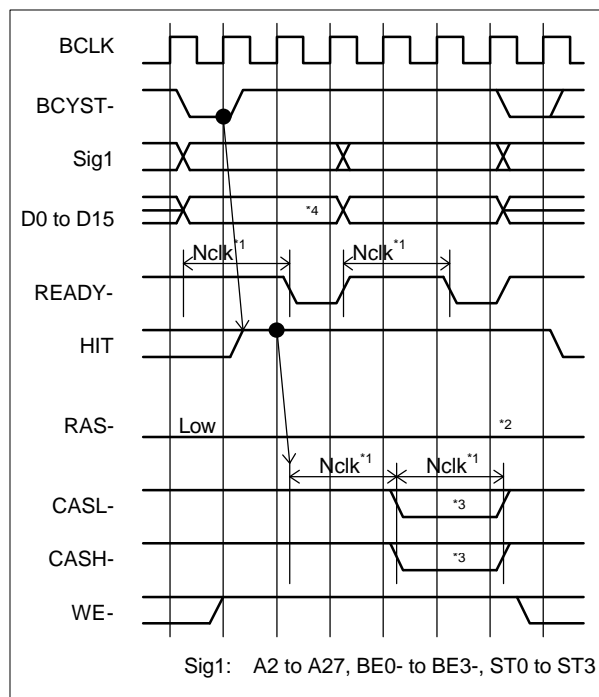 BCLK
BCYST-
Sig1
D0 to D15 *4
Nclk*1 Nclk*1
READY-
HIT
RAS- Low *2
Nclk*1 Nclk*1
CASL- *3
CASH- *3
WE-
Sig1: A2 to A27, BE0- to BE3-, ST0 to ST3